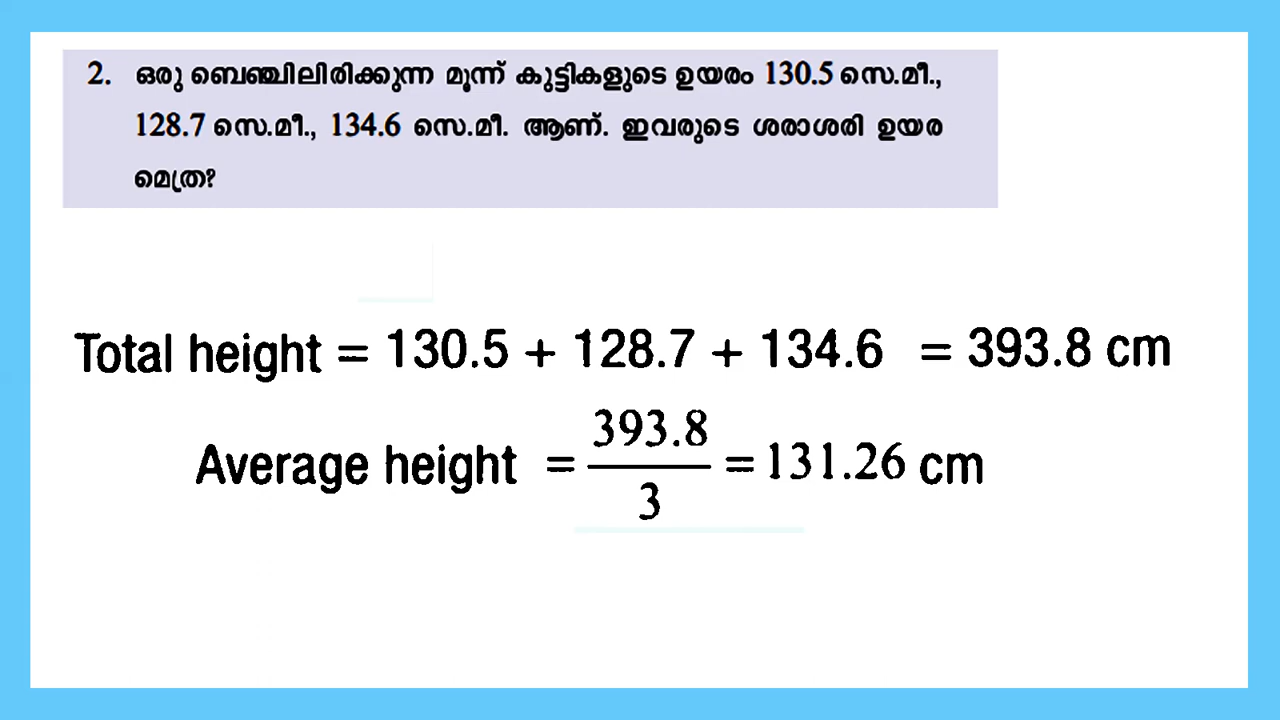 2. ഒരു ബെഞ്ചിലിരിക്കുന്ന മൂന്ന് കുട്ടികളുടെ ഉയരം 130.5 സെ.മീ.,
128.7 സെ.മീ., 134.6 സെ.മീ. ആണ്. ഇവരുടെ ശരാശരി ഉയര
മെത്ര?
Total height = 130.5 + 128.7 + 134.6 = 393.8 cm
Average height = 393.8/3 = 131.26 cm